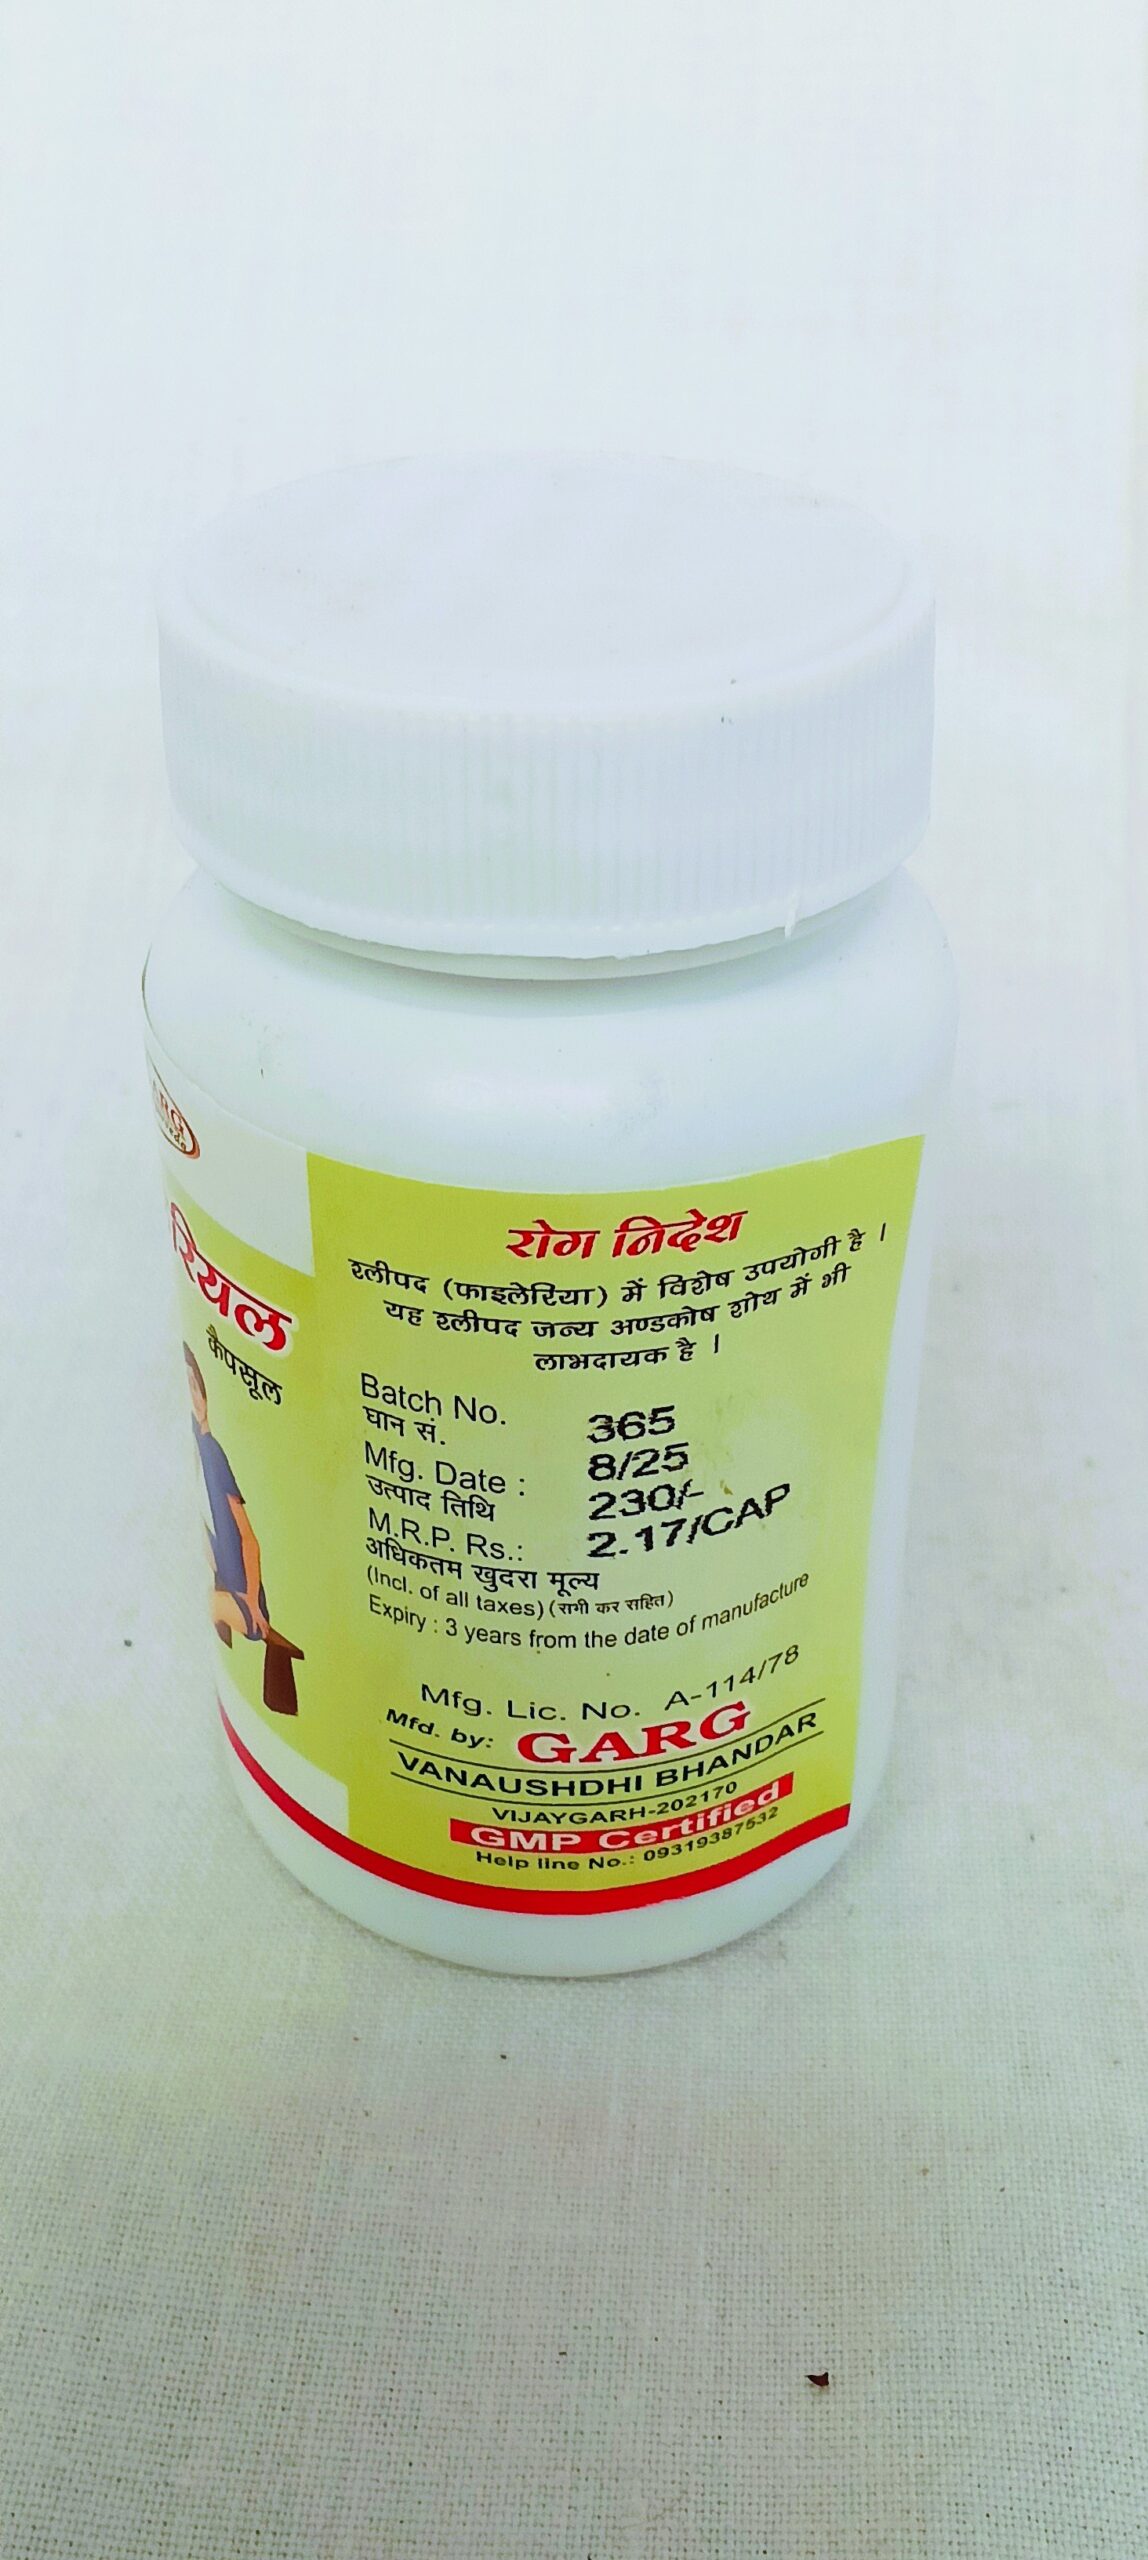 रियल
कैपसूल
रोग निदेश
श्लीपद (फाइलेरिया) में विशेष उपयोगी है ।
यह श्लीपद जन्य अण्डकोष शोथ में भी
लाभदायक है ।
Batch No. 365
घान सं.
Mfg. Date : 8/25
उत्पाद तिथि
M.R.P. Rs.: 230/-
2.17/CAP
अधिकतम खुदरा मूल्य
(Incl. of all taxes) (सभी कर सहित)
Expiry : 3 years from the date of manufacture
Mfg. Lic. No. A-114/78
Mfd. by: GARG
VANAUSHDHI BHANDAR
VIJAYGARH-202170
GMP Certified
Help line No.: 09319387532